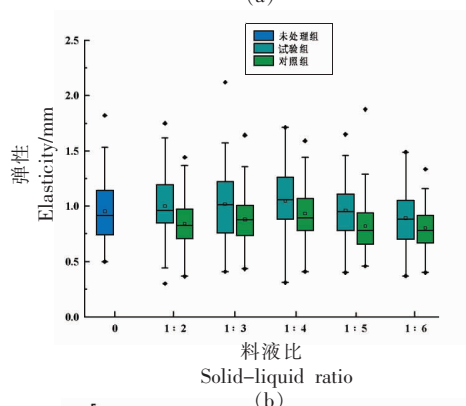 (a)
2.5
未处理组
试验组
对照组
2.0
1.5
1.0
0.5
0.0
弹性
Elasticity/mm
0 1:2 1:3 1:4 1:5 1:6
料液比
Solid-liquid ratio
(b)